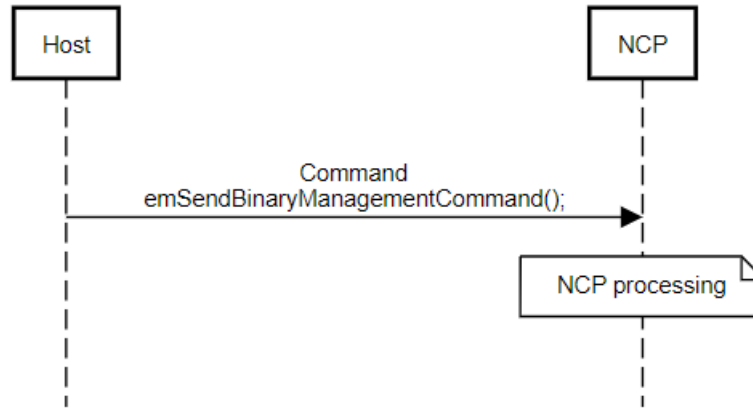 Host
NCP
Command
emSendBinaryManagementCommand();
NCP processing